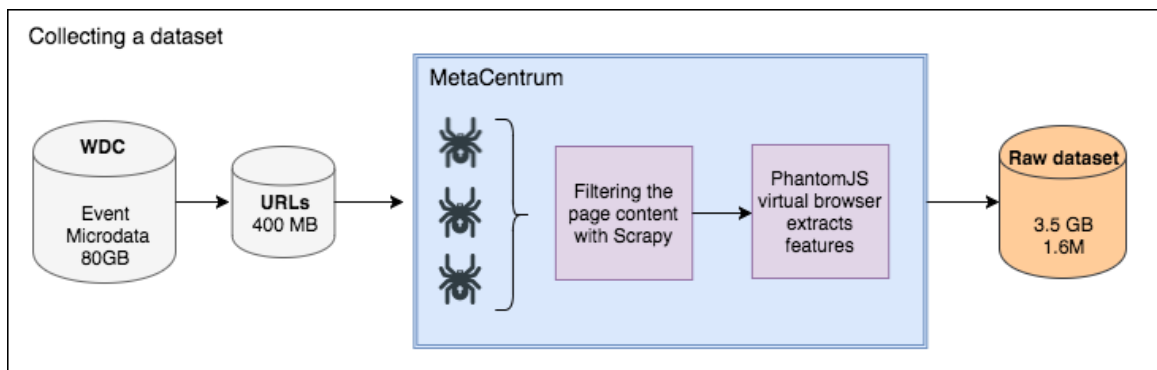 Collecting a dataset
MetaCentrum
WDC
Event
Microdata
80GB
URLs
400 MB
Filtering the
page content
with Scrapy
PhantomJS
virtual browser
extracts
features
Raw dataset
3.5 GB
1.6M